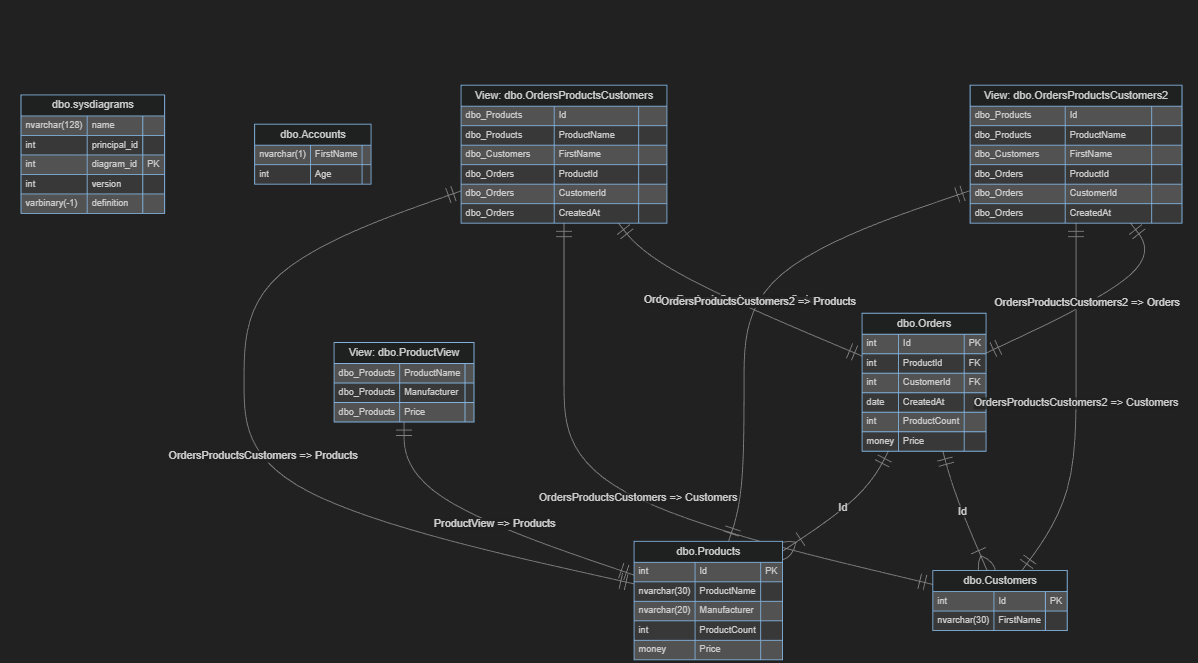 dbo.sysdiagrams
nvarchar(128) name
int principal_id
int diagram_id PK
int version
varbinary(-1) definition
dbo.Accounts
nvarchar(1) FirstName
int Age
View: dbo.OrdersProductsCustomers
dbo_Products Id
dbo_Products ProductName
dbo_Customers FirstName
dbo_Orders ProductId
dbo_Orders CustomerId
dbo_Orders CreatedAt
View: dbo.OrdersProductsCustomers2
dbo_Products Id
dbo_Products ProductName
dbo_Customers FirstName
dbo_Orders ProductId
dbo_Orders CustomerId
dbo_Orders CreatedAt
OrdersProductsCustomers2 => Products
OrdersProductsCustomers2 => Orders
dbo.Orders
int Id PK
int ProductId FK
int CustomerId FK
date CreatedAt
int ProductCount
money Price
OrdersProductsCustomers2 => Customers
View: dbo.ProductView
dbo_Products ProductName
dbo_Products Manufacturer
dbo_Products Price
OrdersProductsCustomers => Products
OrdersProductsCustomers => Customers
ProductView => Products
Id
Id
dbo.Products
int Id PK
nvarchar(30) ProductName
nvarchar(20) Manufacturer
int ProductCount
money Price
dbo.Customers
int Id PK
nvarchar(30) FirstName